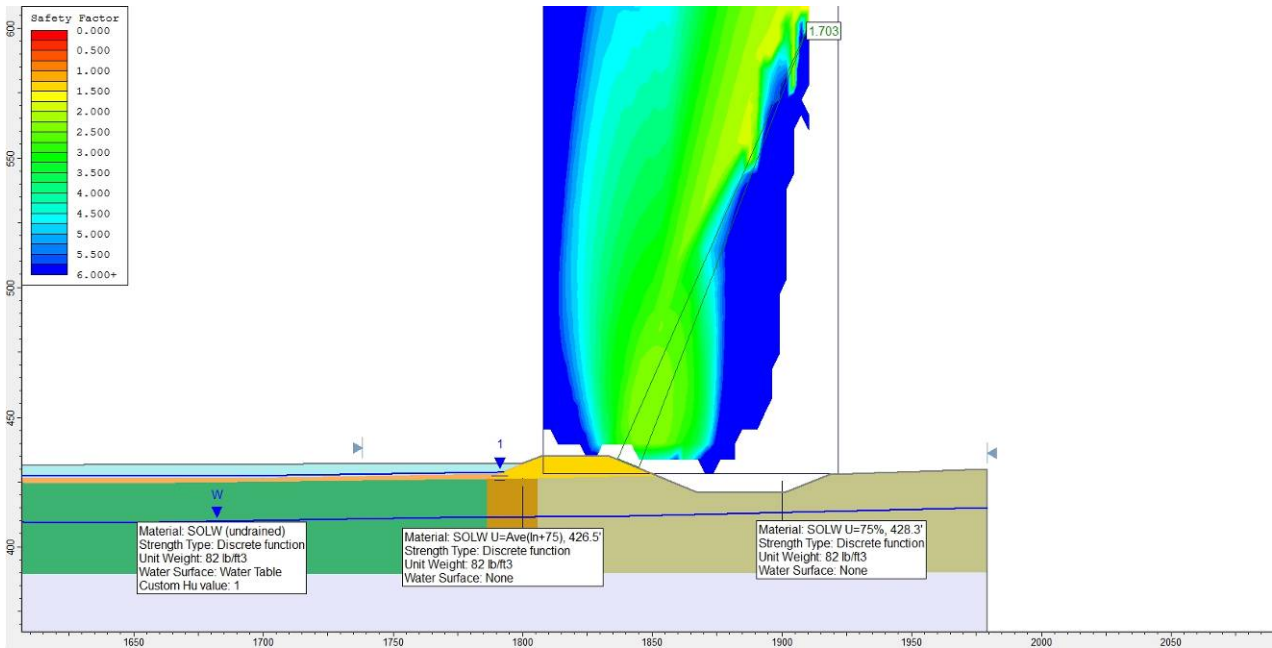 Safety Factor
0.000
0.500
1.000
1.500
2.000
2.500
3.000
3.500
4.000
4.500
5.000
5.500
6.000+
1.703
600
550
500
450
400
1
W
Material: SOLW (undrained)
Strength Type: Discrete function
Unit Weight: 82 lb/ft3
Water Surface: Water Table
Custom Hu value: 1
Material: SOLW U=Ave(In+75), 426.5'
Strength Type: Discrete function
Unit Weight: 82 lb/ft3
Water Surface: None
Material: SOLW U=75%, 428.3'
Strength Type: Discrete function
Unit Weight: 82 lb/ft3
Water Surface: None
1650 1700 1750 1800 1850 1900 1950 2000 2050